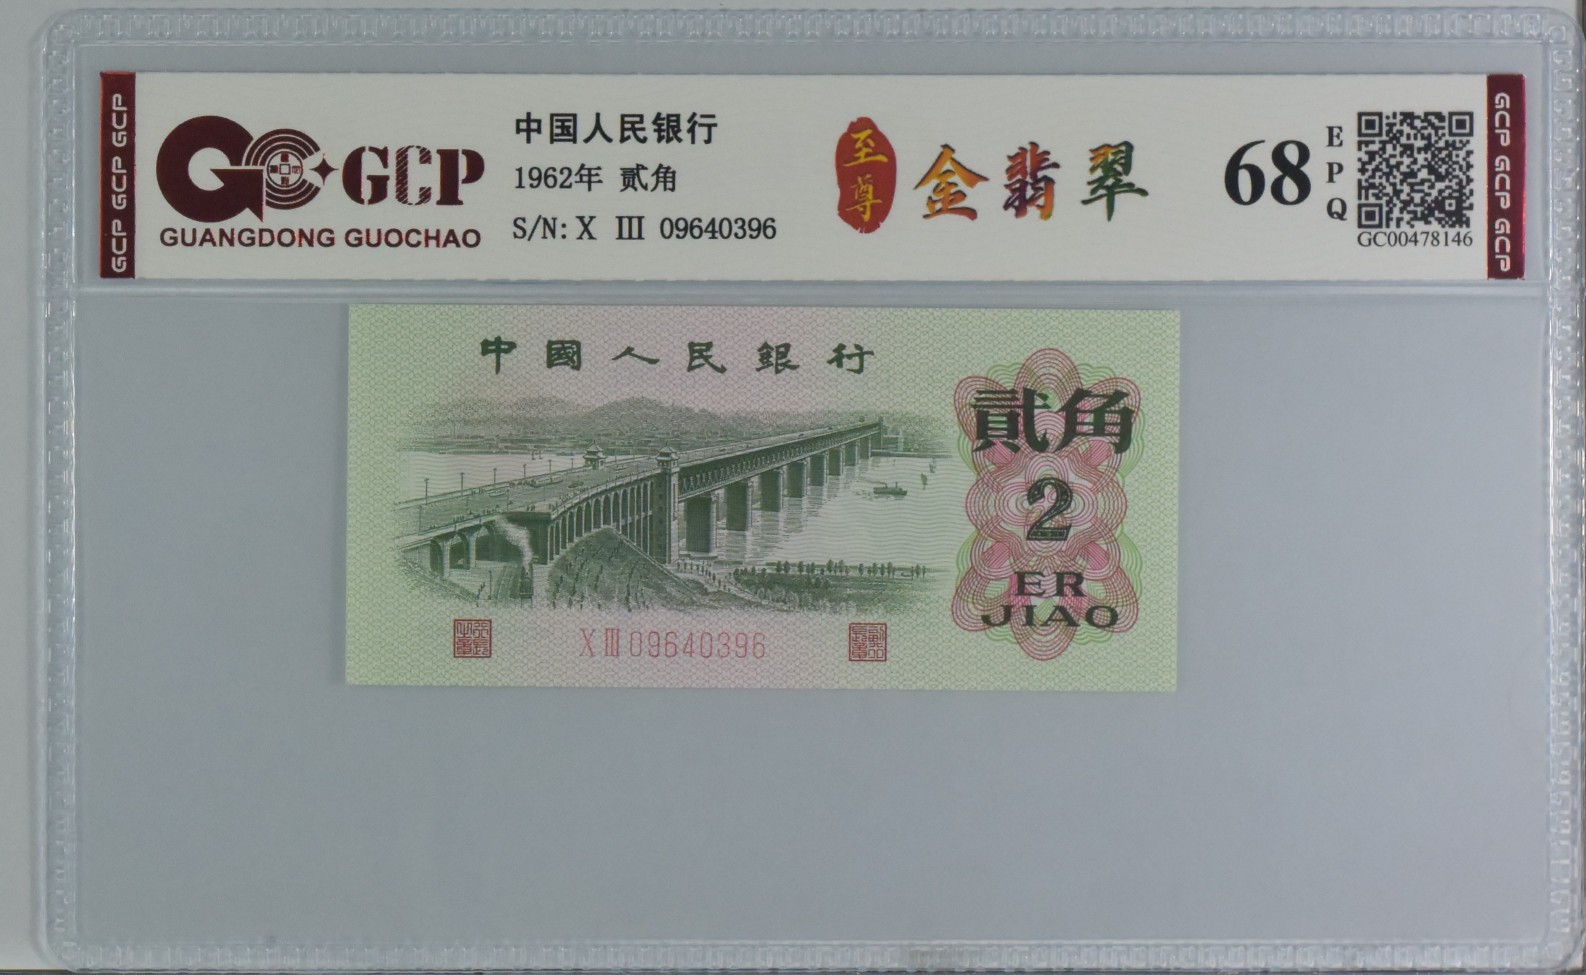 GCP GCP GCP
GCP
GUANGDONG GUOCHAO
中国人民银行
1962年 贰角
S/N: X III 09640396
至尊
金翡翠
68
EPQ
GC00478146
GCP GCP GCP
中國人民銀行
貳角
2
ER
JIAO
X III 09640396